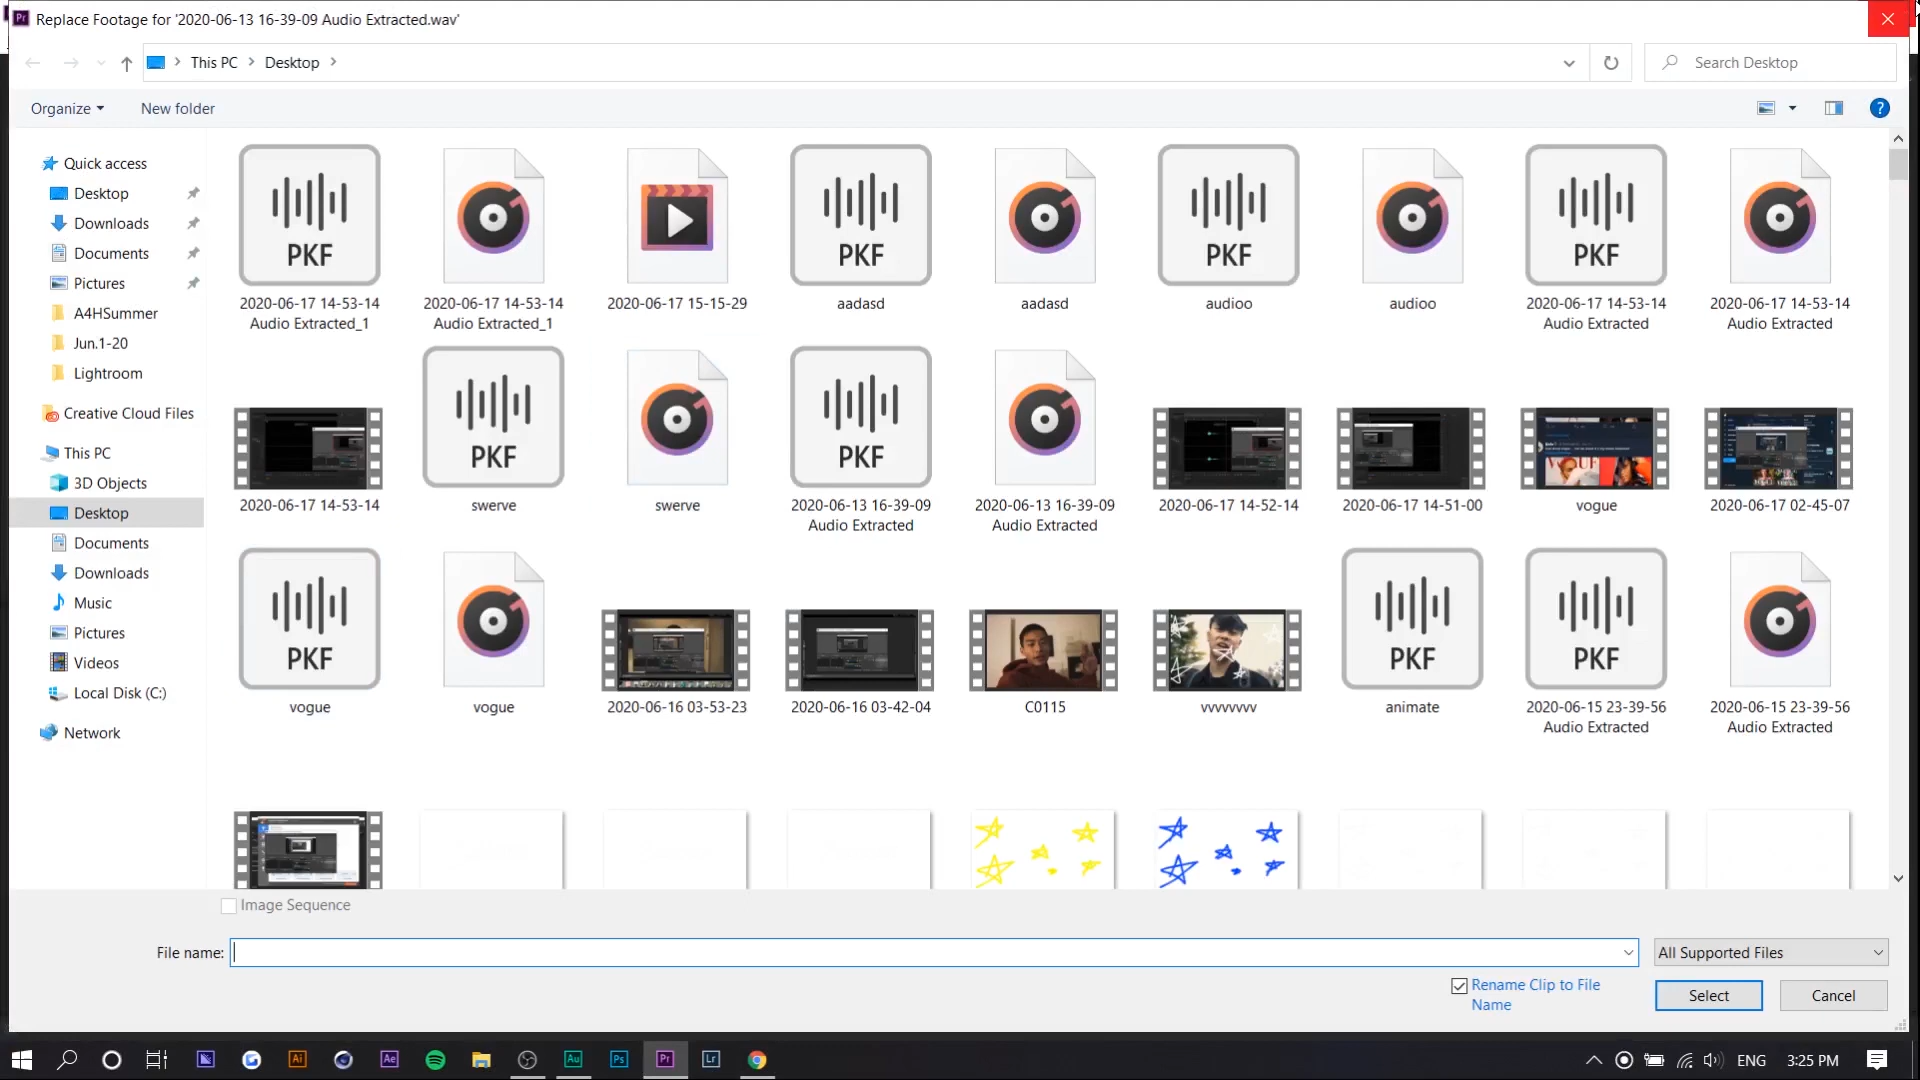 Replace Footage for '2020-06-13 16-39-09 Audio Extracted.wav'
This PC
Desktop
Search Desktop
Organize
New folder
Quick access
Desktop
Downloads
Documents
Pictures
A4HSummer
Jun.1-20
Lightroom
Creative Cloud Files
This PC
3D Objects
Desktop
Documents
Downloads
Music
Pictures
Videos
Local Disk (C:)
Network
PKF
PKF
PKF
PKF
2020-06-17 14-53-14
Audio Extracted_1
2020-06-17 14-53-14
Audio Extracted_1
2020-06-17 15-15-29
aadasd
aadasd
audioo
audioo
2020-06-17 14-53-14
Audio Extracted
2020-06-17 14-53-14
Audio Extracted
PKF
PKF
VOGUE
2020-06-17 14-53-14
swerve
swerve
2020-06-13 16-39-09
Audio Extracted
2020-06-13 16-39-09
Audio Extracted
2020-06-17 14-52-14
2020-06-17 14-51-00
vogue
2020-06-17 02-45-07
PKF
PKF
PKF
vogue
vogue
2020-06-16 03-53-23
2020-06-16 03-42-04
C0115
vvvvvvvv
animate
2020-06-15 23-39-56
Audio Extracted
2020-06-15 23-39-56
Audio Extracted
Image Sequence
File name:
All Supported Files
Rename Clip to File
Name
Select
Cancel
Ai
Ae
Au
Ps
Pr
Lr
ENG
3:25 PM